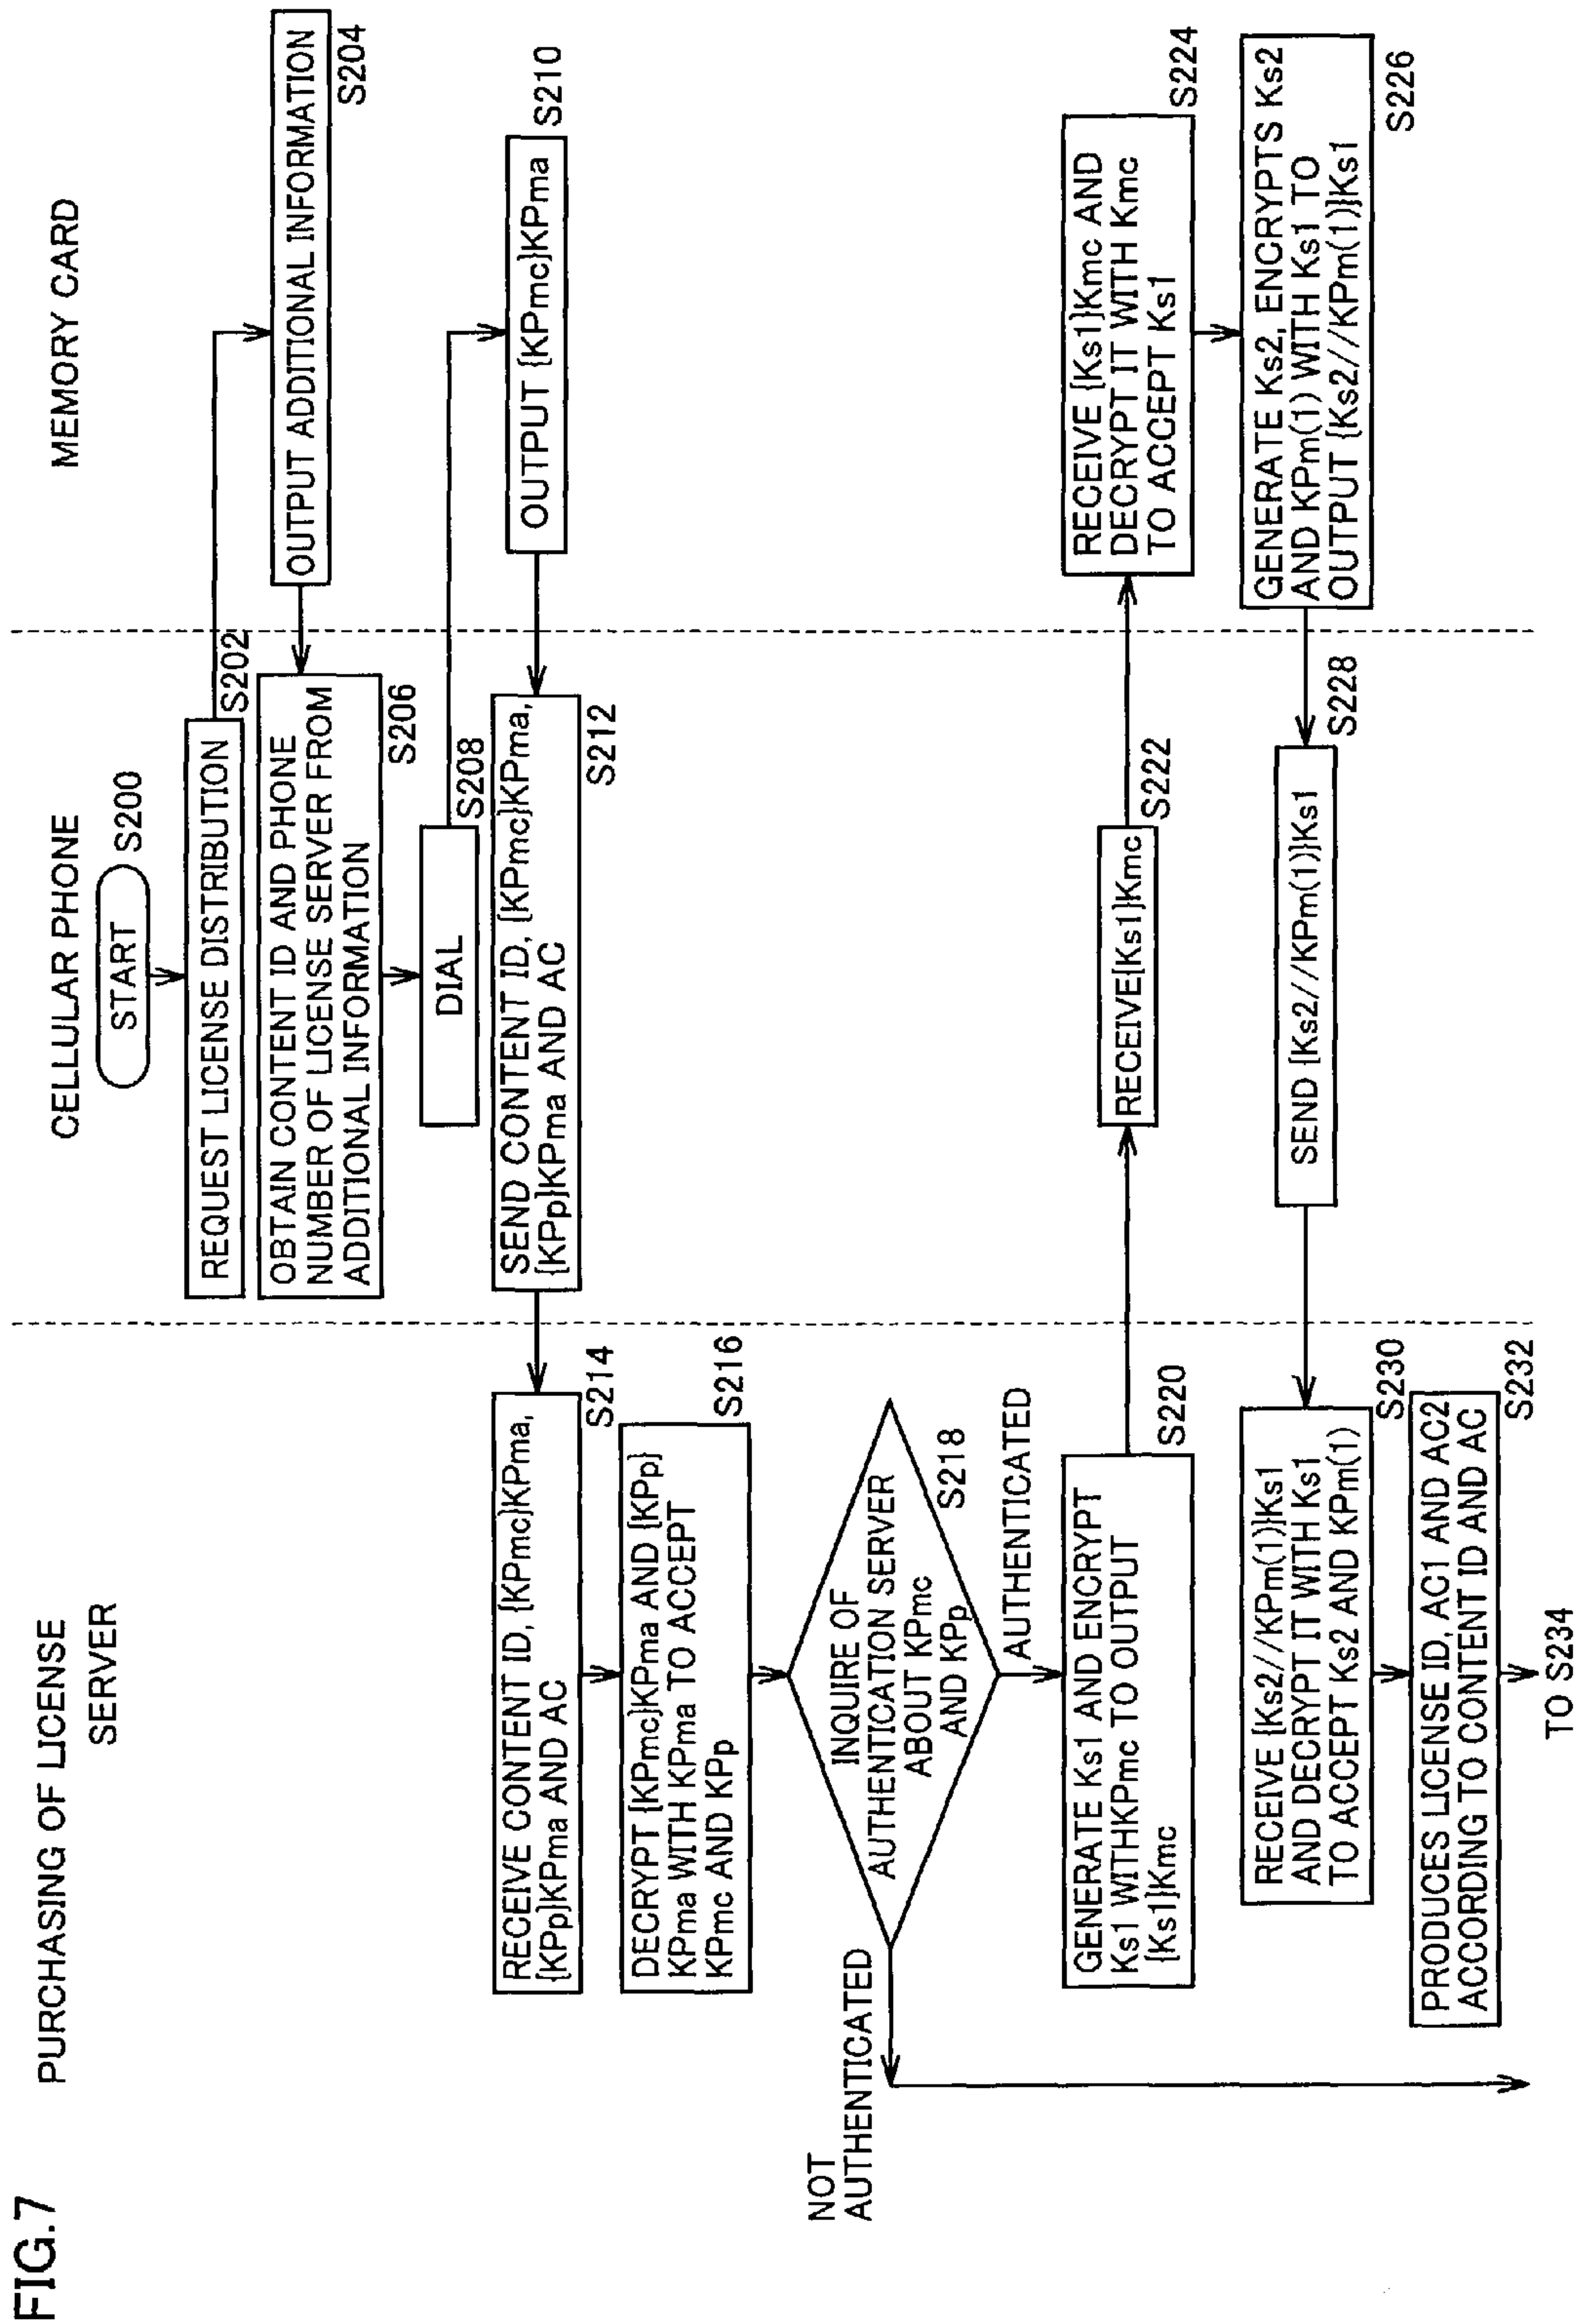 FIG.7
PURCHASING OF LICENSE
SERVER
CELLULAR PHONE
MEMORY CARD
START
S200
REQUEST LICENSE DISTRIBUTION
S202
OUTPUT ADDITIONAL INFORMATION
S204
OBTAIN CONTENT ID AND PHONE
NUMBER OF LICENSE SERVER FROM
ADDITIONAL INFORMATION
S206
DIAL
S208
OUTPUT {KPmc}KPma
S210
SEND CONTENT ID, {KPmc}KPma,
{KPp}KPma AND AC
S212
RECEIVE CONTENT ID, {KPmc}KPma,
{KPp}KPma AND AC
S214
DECRYPT {KPmc}KPma AND {KPp}
KPma WITH KPma TO ACCEPT
KPmc AND KPp
S216
INQUIRE OF
AUTHENTICATION SERVER
ABOUT KPmc
AND KPp
S218
NOT
AUTHENTICATED
AUTHENTICATED
GENERATE Ks1 AND ENCRYPT
Ks1 WITHKPmc TO OUTPUT
{Ks1}Kmc
S220
RECEIVE{Ks1}Kmc
S222
RECEIVE {Ks1}Kmc AND
DECRYPT IT WITH Kmc
TO ACCEPT Ks1
S224
GENERATE Ks2, ENCRYPTS Ks2
AND KPm(1) WITH Ks1 TO
OUTPUT {Ks2//KPm(1)}Ks1
S226
SEND {Ks2//KPm(1)}Ks1
S228
RECEIVE {Ks2//KPm(1)}Ks1
AND DECRYPT IT WITH Ks1
TO ACCEPT Ks2 AND KPm(1)
S230
PRODUCES LICENSE ID, AC1 AND AC2
ACCORDING TO CONTENT ID AND AC
S232
TO S234